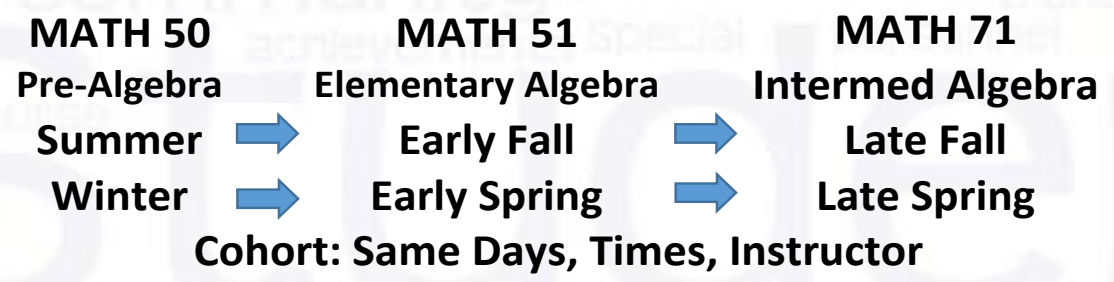 MATH 50 MATH 51 MATH 71
Pre-Algebra Elementary Algebra Intermed Algebra
Summer Early Fall Late Fall
Winter Early Spring Late Spring
Cohort: Same Days, Times, Instructor